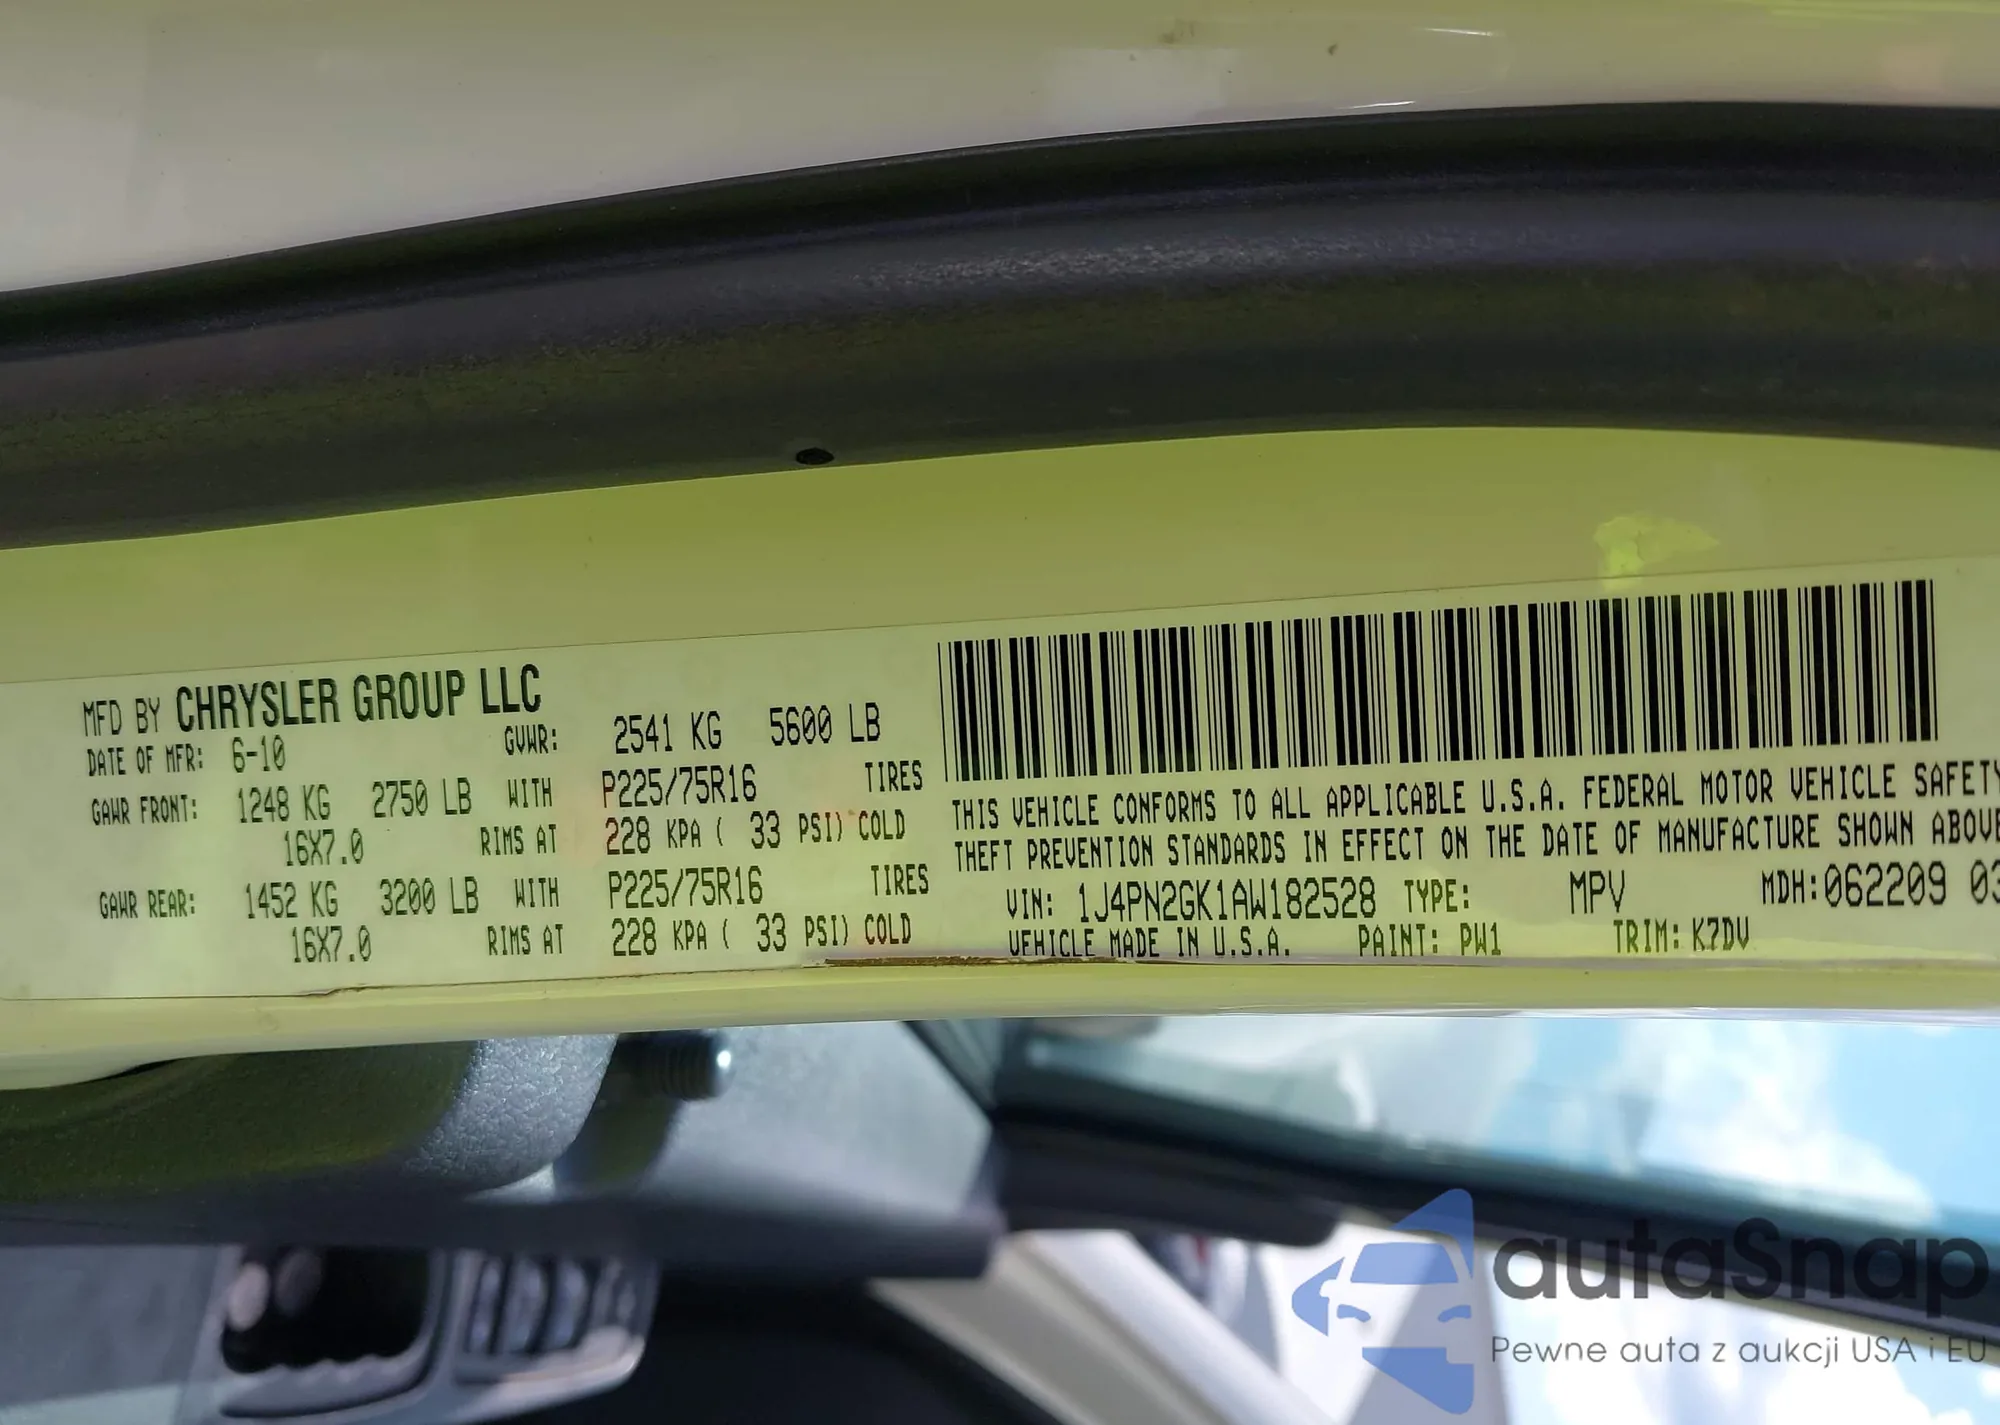 MFD BY CHRYSLER GROUP LLC
DATE OF MFR: 6-10 GVWR: 2541 KG 5600 LB
GAWR FRONT: 1248 KG 2750 LB WITH P225/75R16 TIRES
16X7.0 RIMS AT 228 KPA ( 33 PSI) COLD
GAWR REAR: 1452 KG 3200 LB WITH P225/75R16 TIRES
16X7.0 RIMS AT 228 KPA ( 33 PSI) COLD
THIS VEHICLE CONFORMS TO ALL APPLICABLE U.S.A. FEDERAL MOTOR VEHICLE SAFETY
THEFT PREVENTION STANDARDS IN EFFECT ON THE DATE OF MANUFACTURE SHOWN ABOVE
VIN: 1J4PN2GK1AW182528 TYPE: MPV MDH:062209 03
VEHICLE MADE IN U.S.A. PAINT: PW1 TRIM: K7DV
autaSnap
Pewne auta z aukcji USA i EU